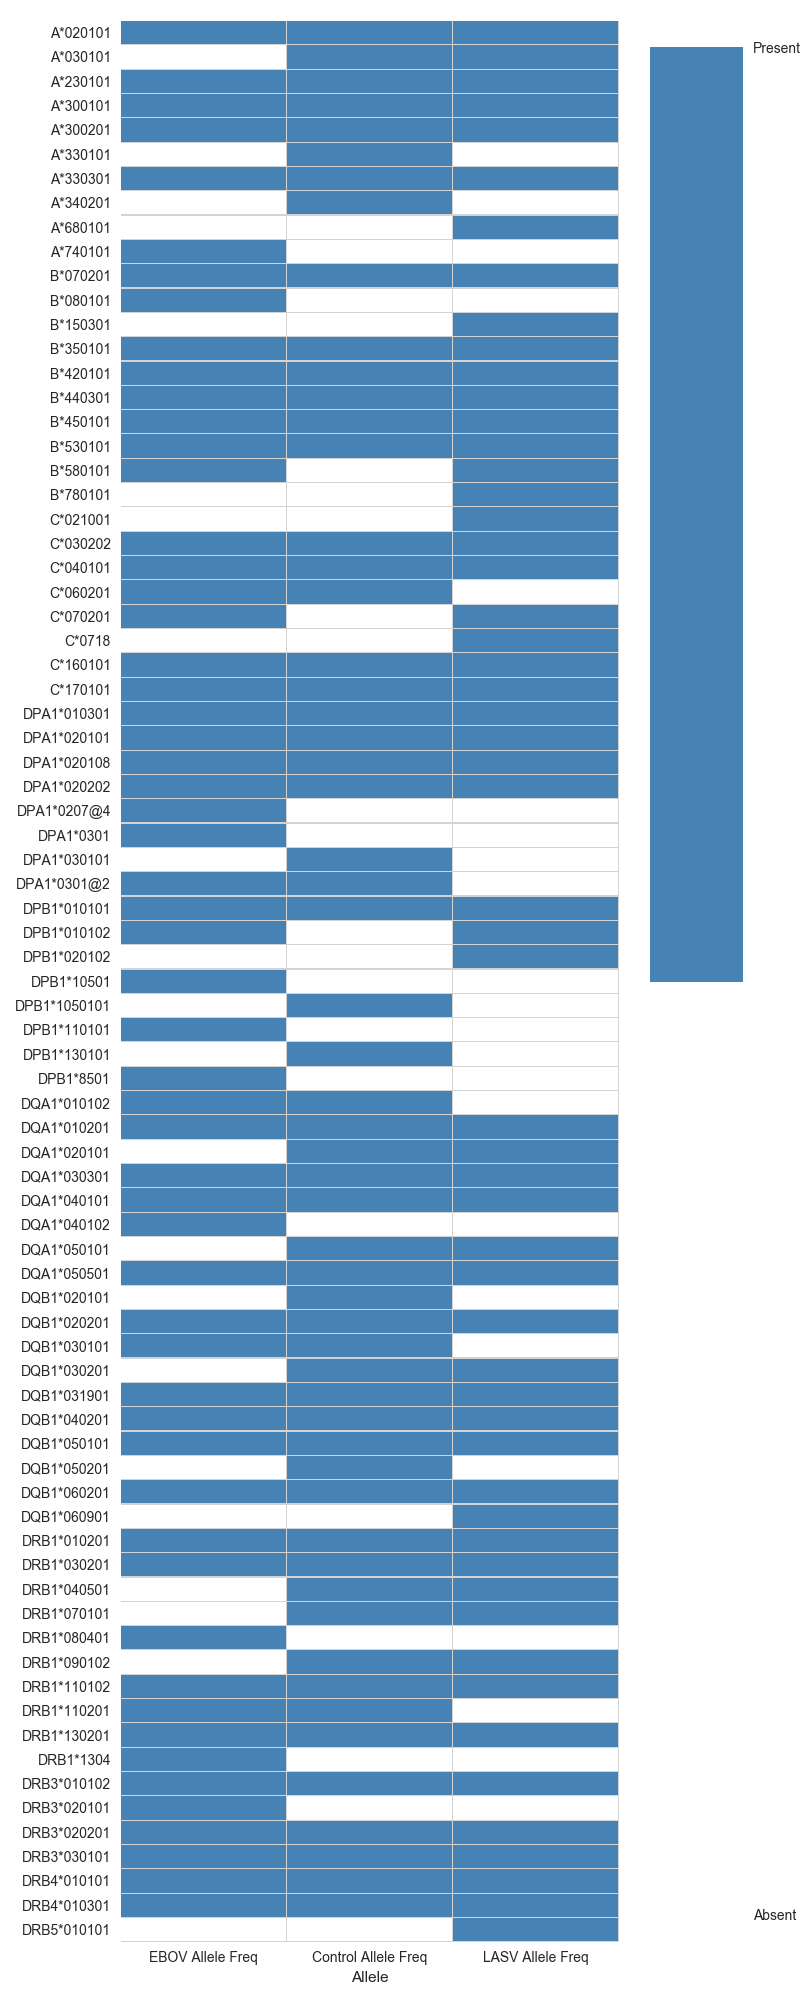 A*020101
A*030101
A*230101
A*300101
A*300201
A*330101
A*330301
A*340201
A*680101
A*740101
B*070201
B*080101
B*150301
B*350101
B*420101
B*440301
B*450101
B*530101
B*580101
B*780101
C*021001
C*030202
C*040101
C*060201
C*070201
C*0718
C*160101
C*170101
DPA1*010301
DPA1*020101
DPA1*020108
DPA1*020202
DPA1*0207@4
DPA1*0301
DPA1*030101
DPA1*0301@2
DPB1*010101
DPB1*010102
DPB1*020102
DPB1*10501
DPB1*1050101
DPB1*110101
DPB1*130101
DPB1*8501
DQA1*010102
DQA1*010201
DQA1*020101
DQA1*030301
DQA1*040101
DQA1*040102
DQA1*050101
DQA1*050501
DQB1*020101
DQB1*020201
DQB1*030101
DQB1*030201
DQB1*031901
DQB1*040201
DQB1*050101
DQB1*050201
DQB1*060201
DQB1*060901
DRB1*010201
DRB1*030201
DRB1*040501
DRB1*070101
DRB1*080401
DRB1*090102
DRB1*110102
DRB1*110201
DRB1*130201
DRB1*1304
DRB3*010102
DRB3*020101
DRB3*020201
DRB3*030101
DRB4*010101
DRB4*010301
DRB5*010101
EBOV Allele Freq
Control Allele Freq
LASV Allele Freq
Allele
Present
Absent